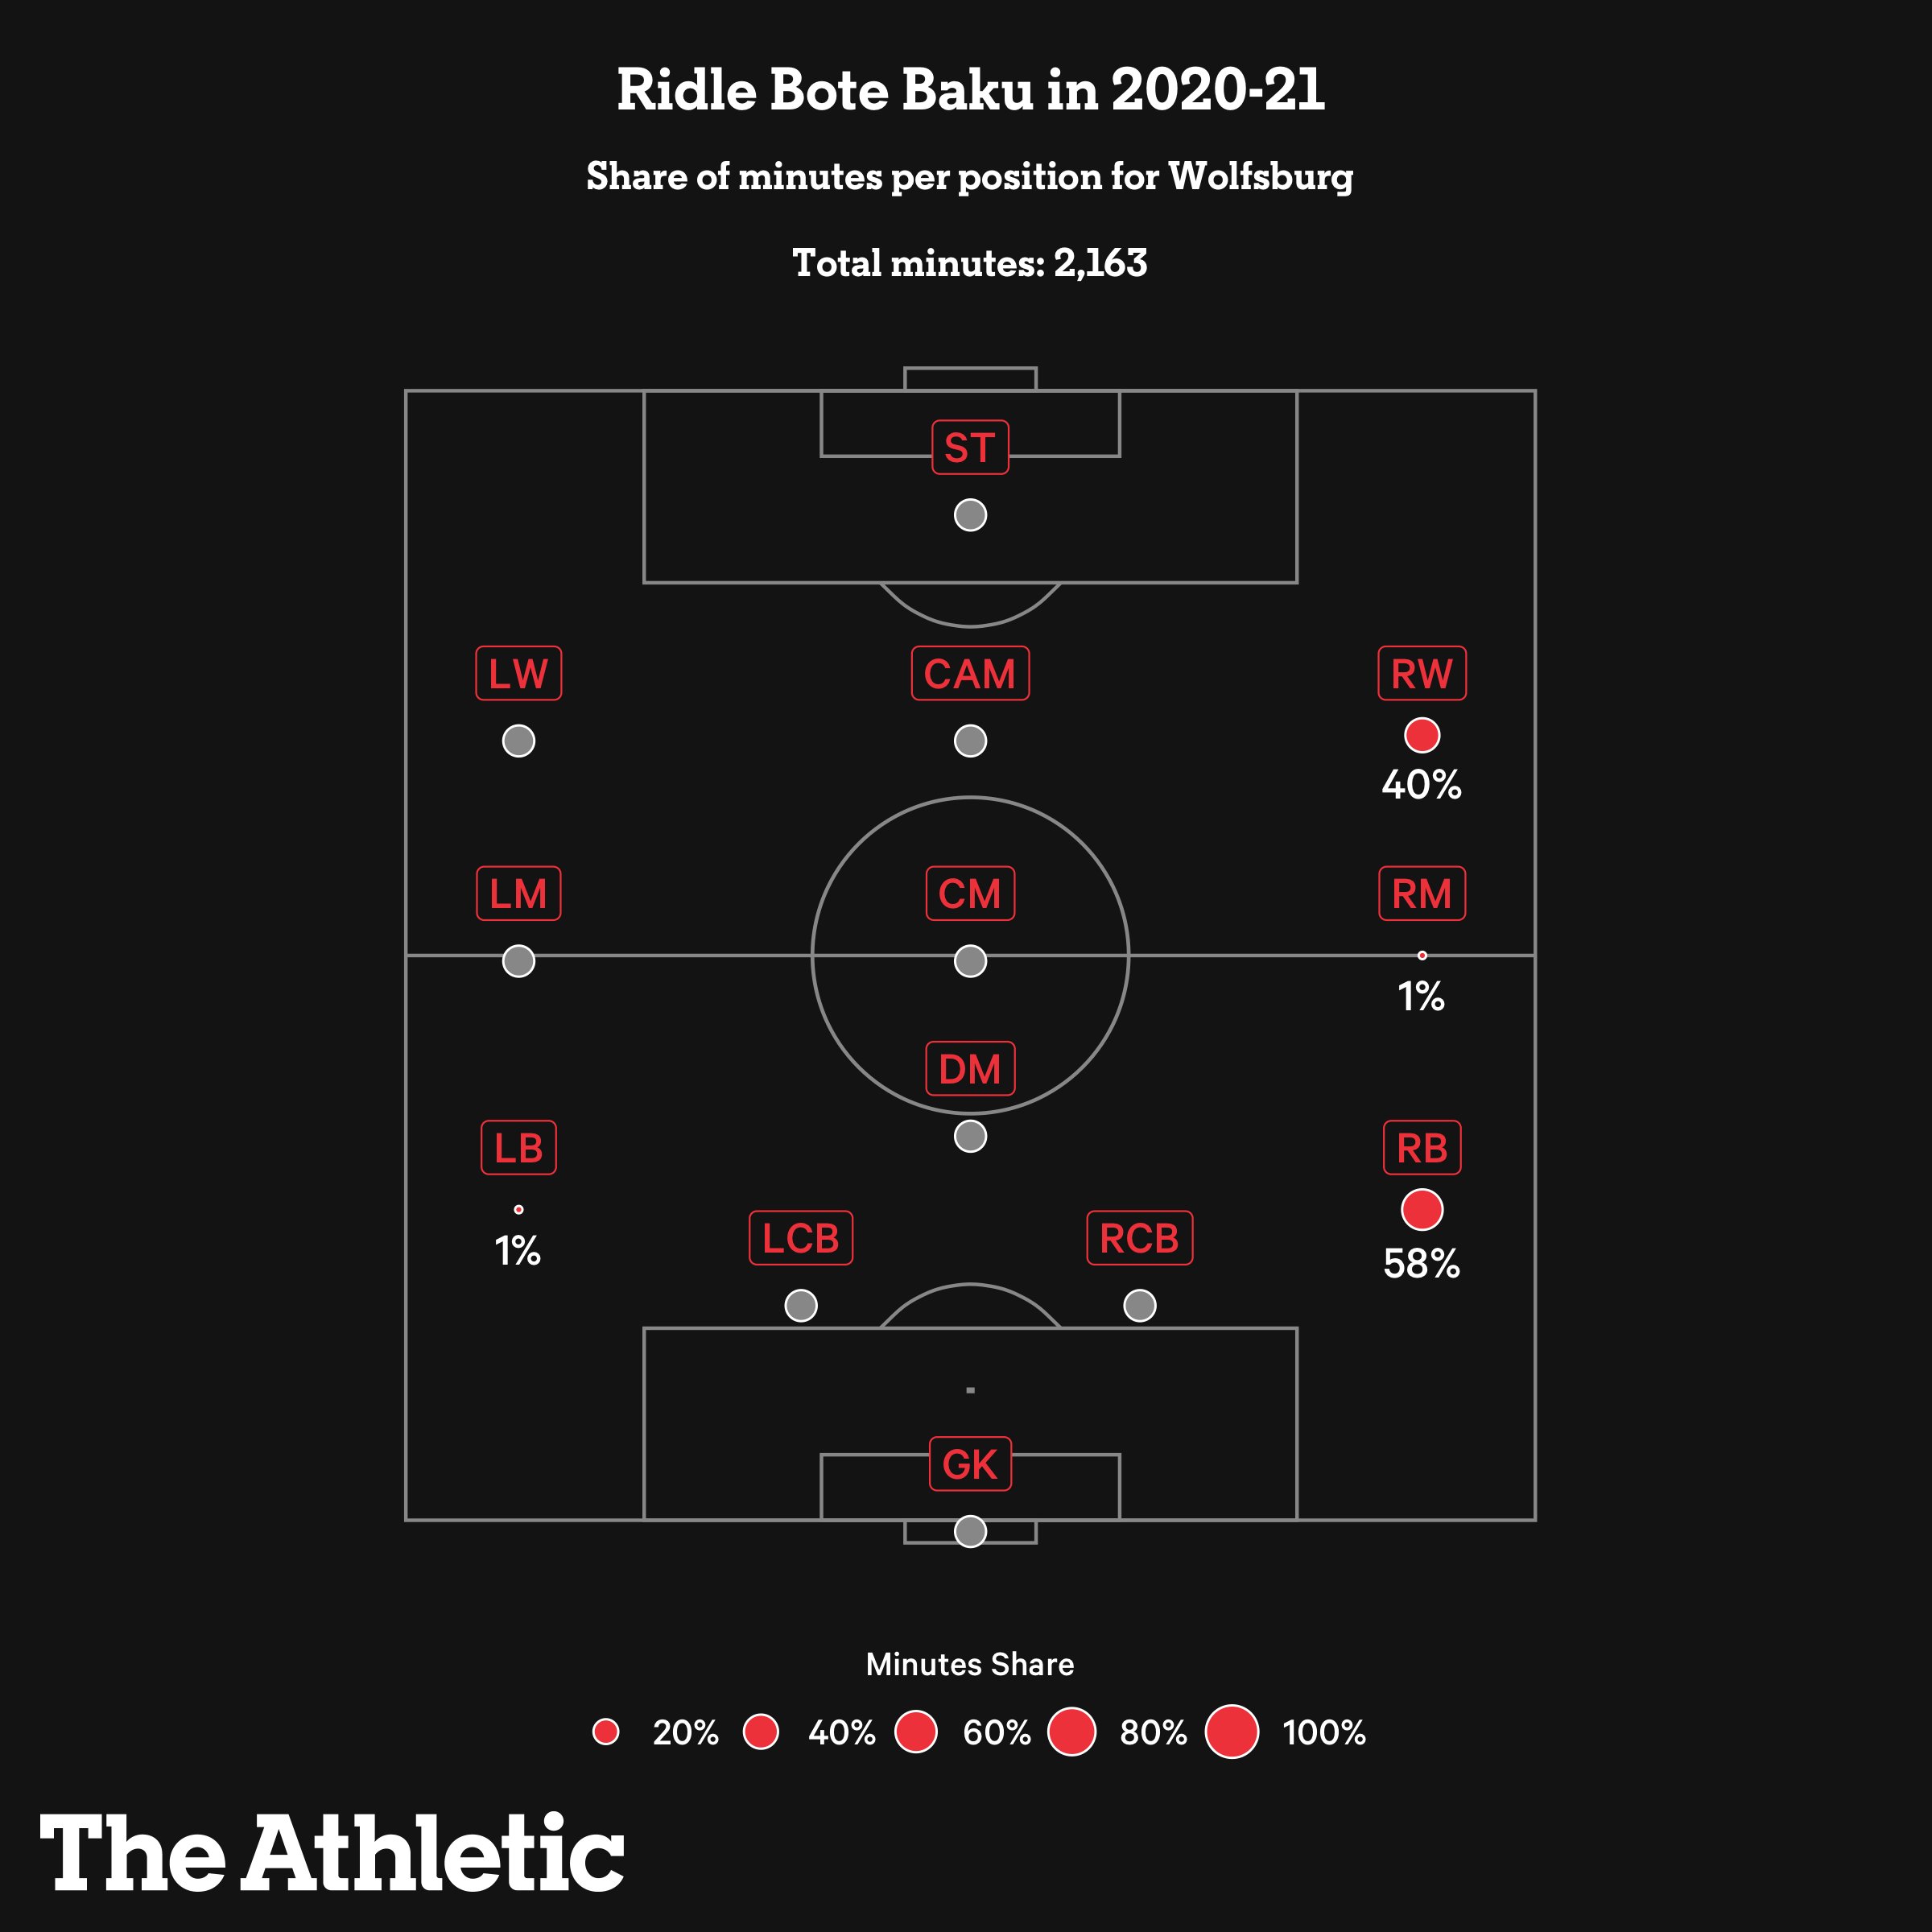 Ridle Bote Baku in 2020-21
Share of minutes per position for Wolfsburg
Total minutes: 2,163
ST
LW CAM RW
40%
LM CM RM
1%
DM
LB RB
1% LCB RCB 58%
GK
Minutes Share
20% 40% 60% 80% 100%
The Athletic